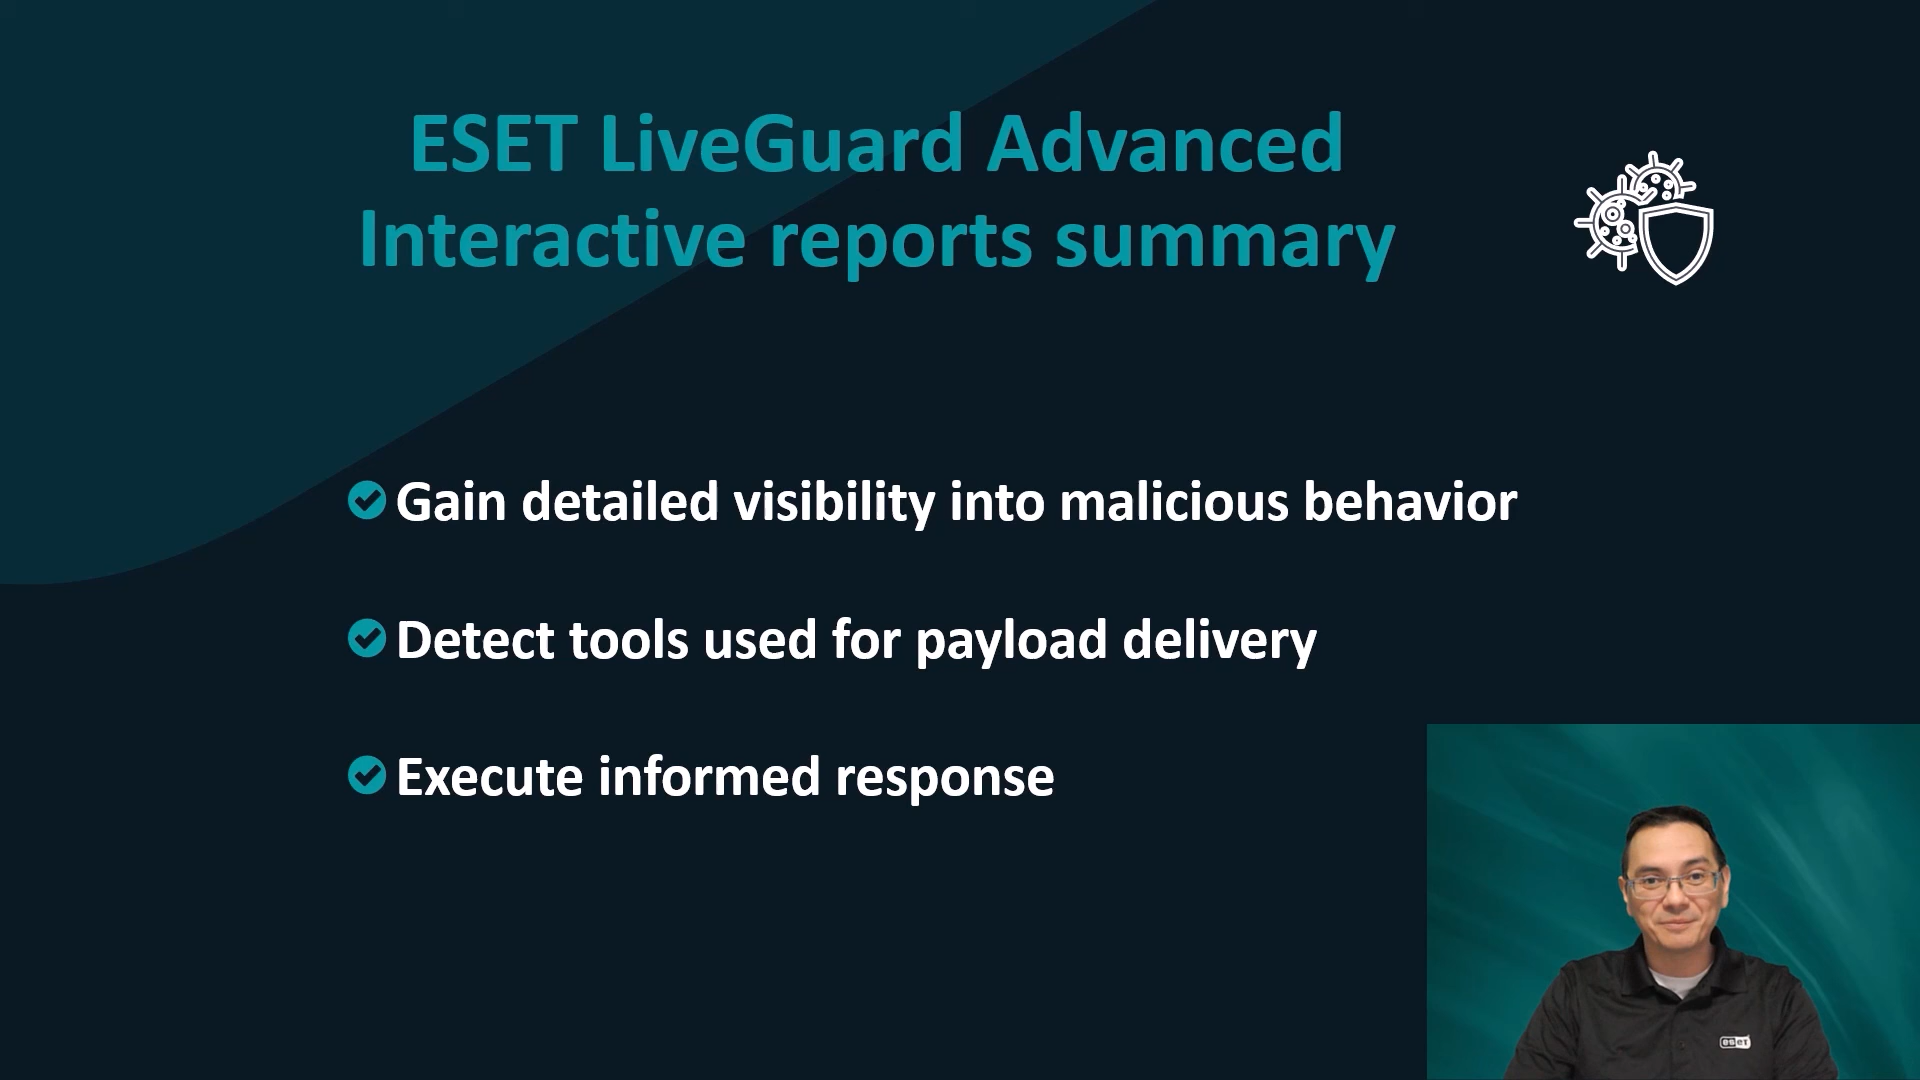 ESET LiveGuard Advanced
Interactive reports summary
Gain detailed visibility into malicious behavior
Detect tools used for payload delivery
Execute informed response
eseT